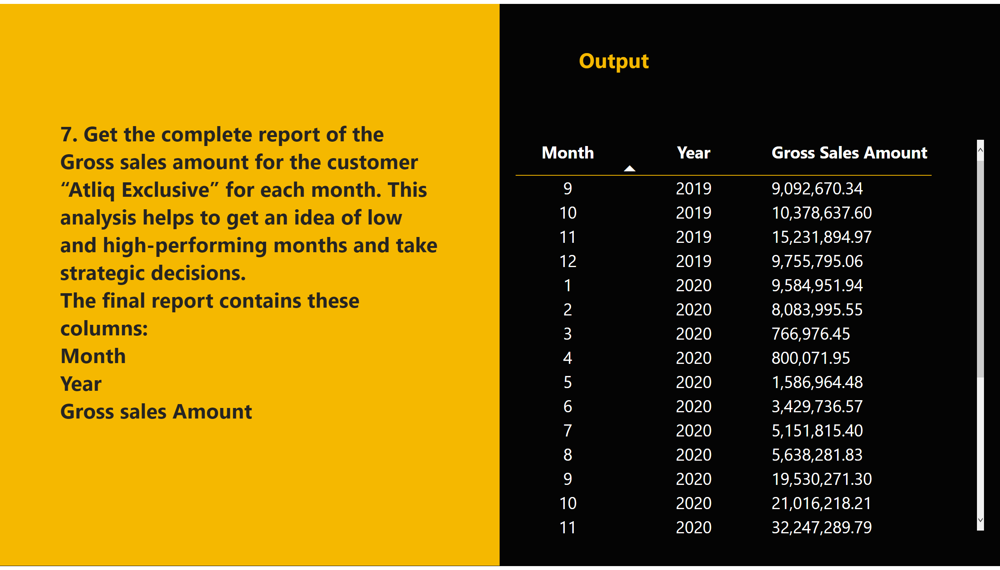 7. Get the complete report of the
Gross sales amount for the customer
“Atliq Exclusive” for each month. This
analysis helps to get an idea of low
and high-performing months and take
strategic decisions.
The final report contains these
columns:
Month
Year
Gross sales Amount
Output
Month Year Gross Sales Amount
9 2019 9,092,670.34
10 2019 10,378,637.60
11 2019 15,231,894.97
12 2019 9,755,795.06
1 2020 9,584,951.94
2 2020 8,083,995.55
3 2020 766,976.45
4 2020 800,071.95
5 2020 1,586,964.48
6 2020 3,429,736.57
7 2020 5,151,815.40
8 2020 5,638,281.83
9 2020 19,530,271.30
10 2020 21,016,218.21
11 2020 32,247,289.79